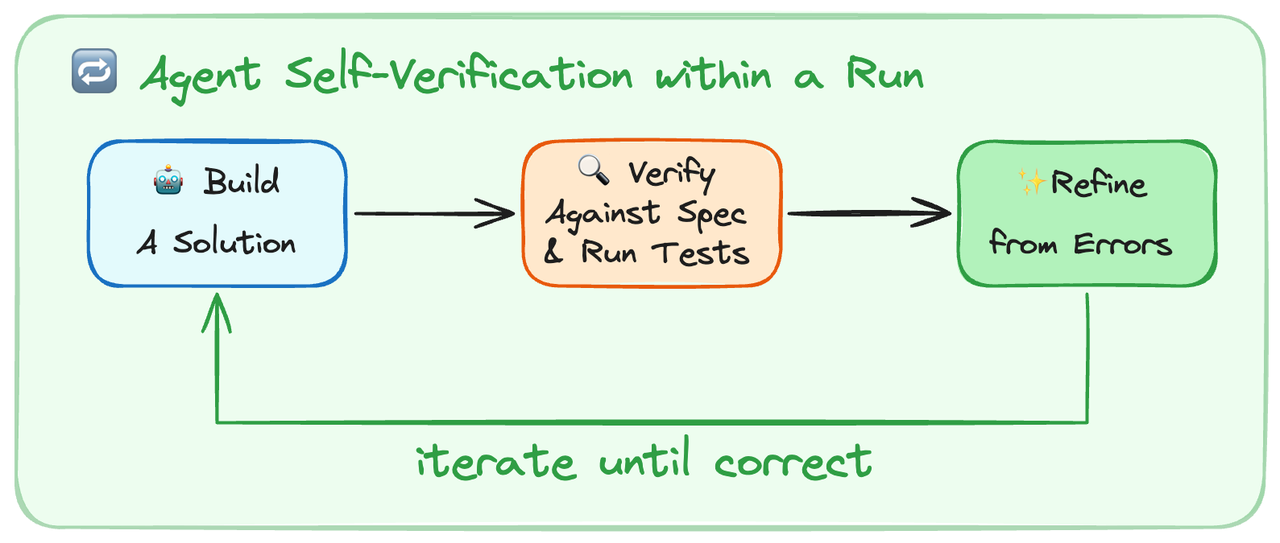 Agent Self-Verification within a Run
Build
A Solution
Verify
Against Spec
& Run Tests
Refine
from Errors
iterate until correct